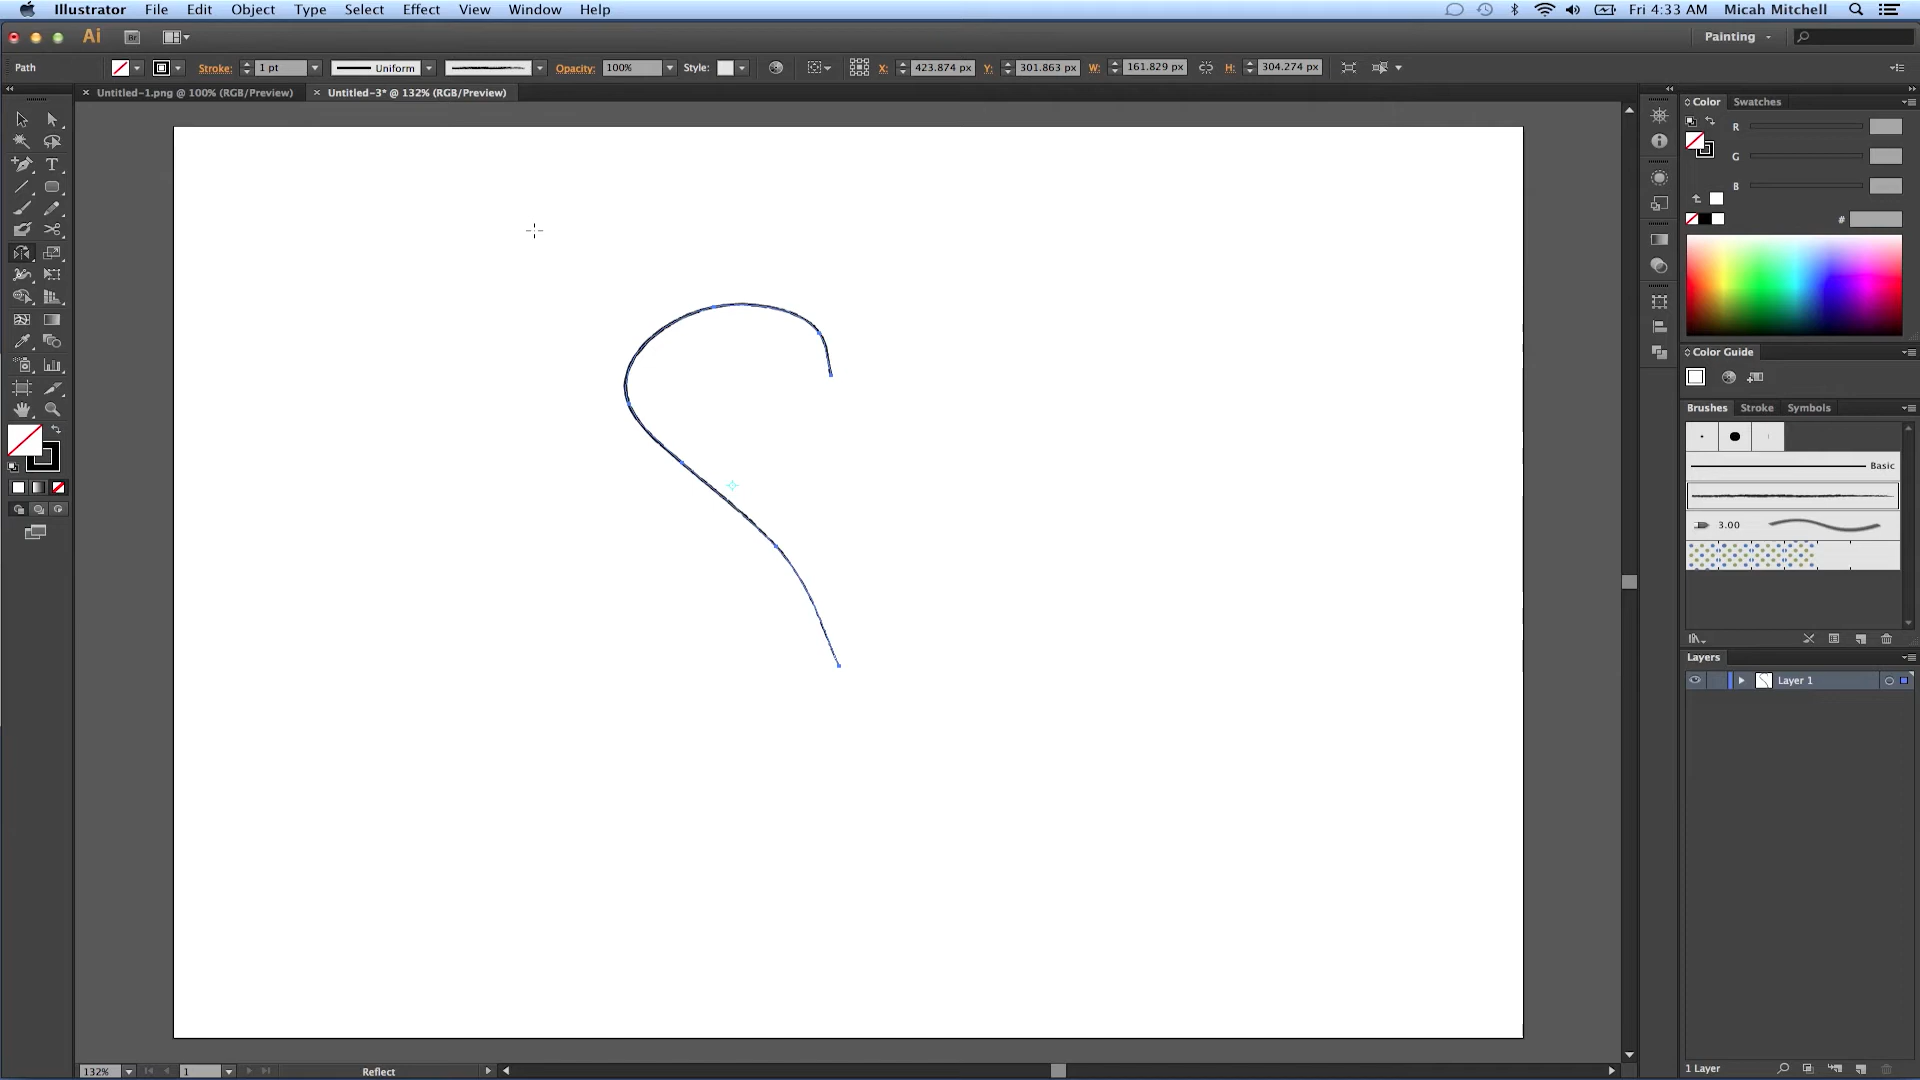 Illustrator File Edit Object Type Select Effect View Window Help Fri 4:33 AM Micah Mitchell
Ai Br Painting
Path Stroke: 1 pt Uniform Opacity: 100% Style: X: 423.874 px Y: 301.863 px W: 161.829 px H: 304.274 px
Untitled-1.png @ 100% (RGB/Preview) Untitled-3* @ 132% (RGB/Preview)
Color Swatches
R
G
B
#
Color Guide
Brushes Stroke Symbols
Basic
3.00
Layers
Layer 1
1 Layer
132% 1 Reflect